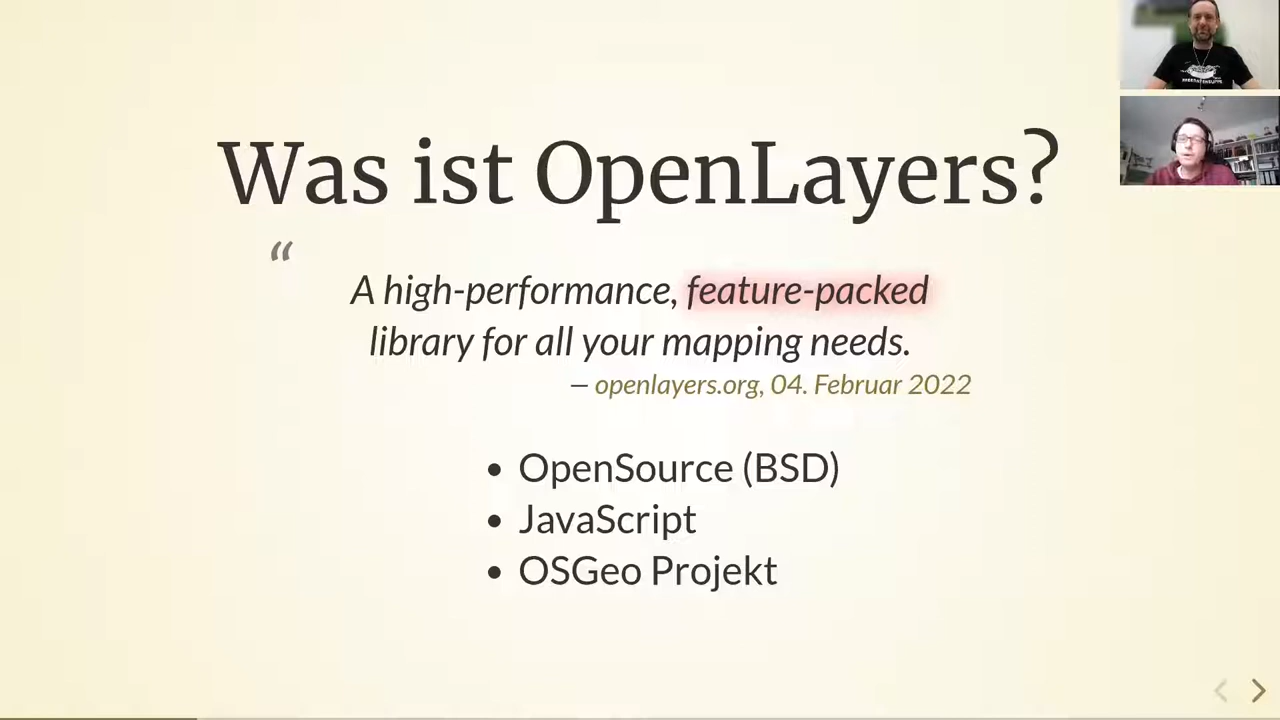 Was ist OpenLayers?
“
A high-performance, feature-packed
library for all your mapping needs.
— openlayers.org, 04. Februar 2022
• OpenSource (BSD)
• JavaScript
• OSGeo Projekt